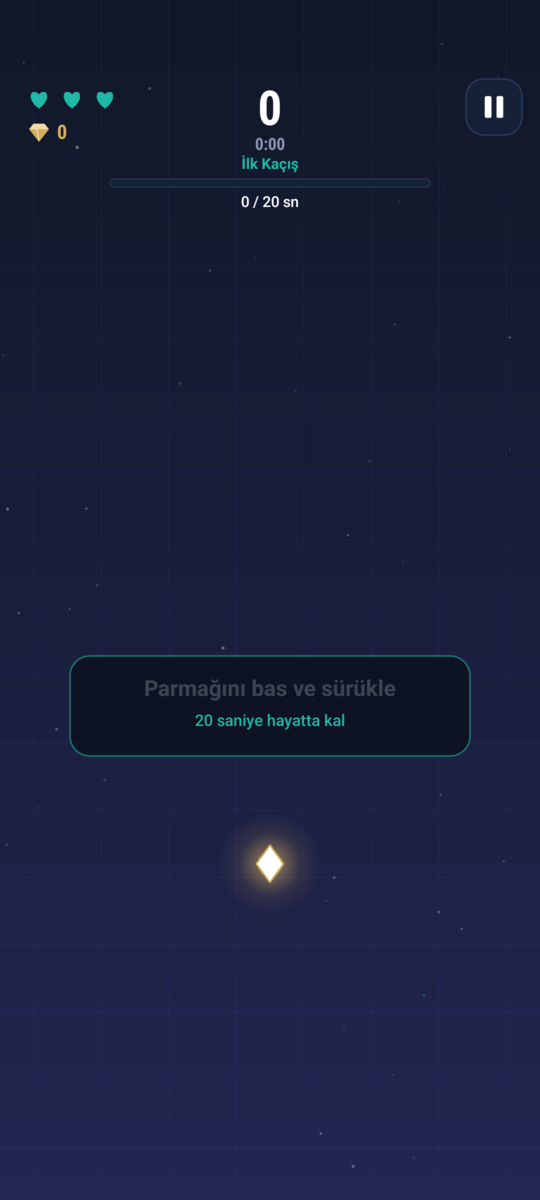 0
0
0:00
İlk Kaçış
0 / 20 sn
Parmağını bas ve sürükle
20 saniye hayatta kal